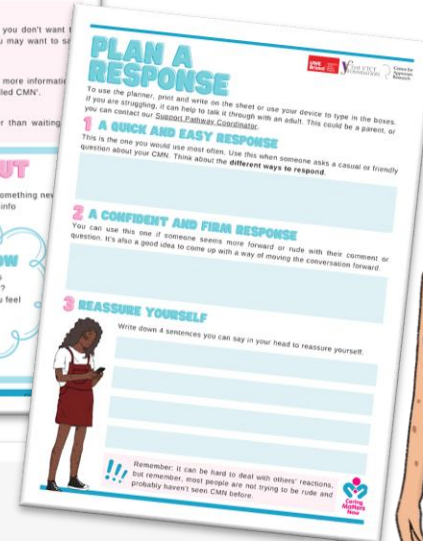 you don't want t
u may want to sa
more informati
led CMN'.
er than waiting
UT
omething new
info
OW
s
?
u feel
PLAN A
RESPONSE
VTCT
FOUNDATION
Centre for
Appearance
Research
To use the planner, print and write on the sheet or use your device to type in the boxes.
If you are struggling, it can help to talk it through with an adult. This could be a parent, or
you can contact our Support Pathway Coordinator.
1 A QUICK AND EASY RESPONSE
This is the one you would use most often. Use this when someone asks a casual or friendly
question about your CMN. Think about the different ways to respond.
2 A CONFIDENT AND FIRM RESPONSE
You can use this one if someone seems more forward or rude with their comment or
question. It's also a good idea to come up with a way of moving the conversation forward.
3 REASSURE YOURSELF
Write down 4 sentences you can say in your head to reassure yourself.
!!!
Remember: it can be hard to deal with others' reactions,
but remember, most people are not trying to be rude and
probably haven't seen CMN before.
Caring
Matters
Now